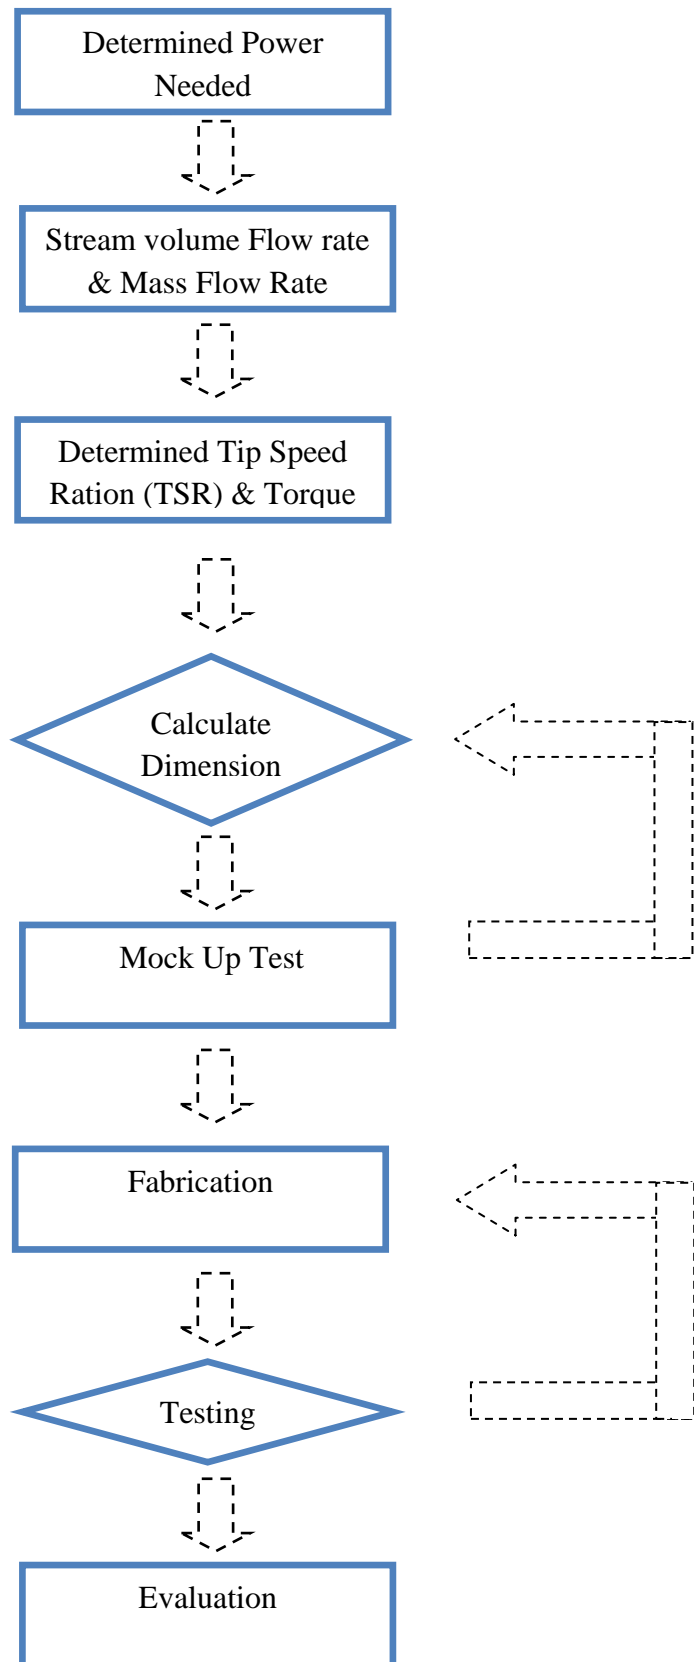 Determined Power
Needed
Stream volume Flow rate
& Mass Flow Rate
Determined Tip Speed
Ration (TSR) & Torque
Calculate
Dimension
Mock Up Test
Fabrication
Testing
Evaluation